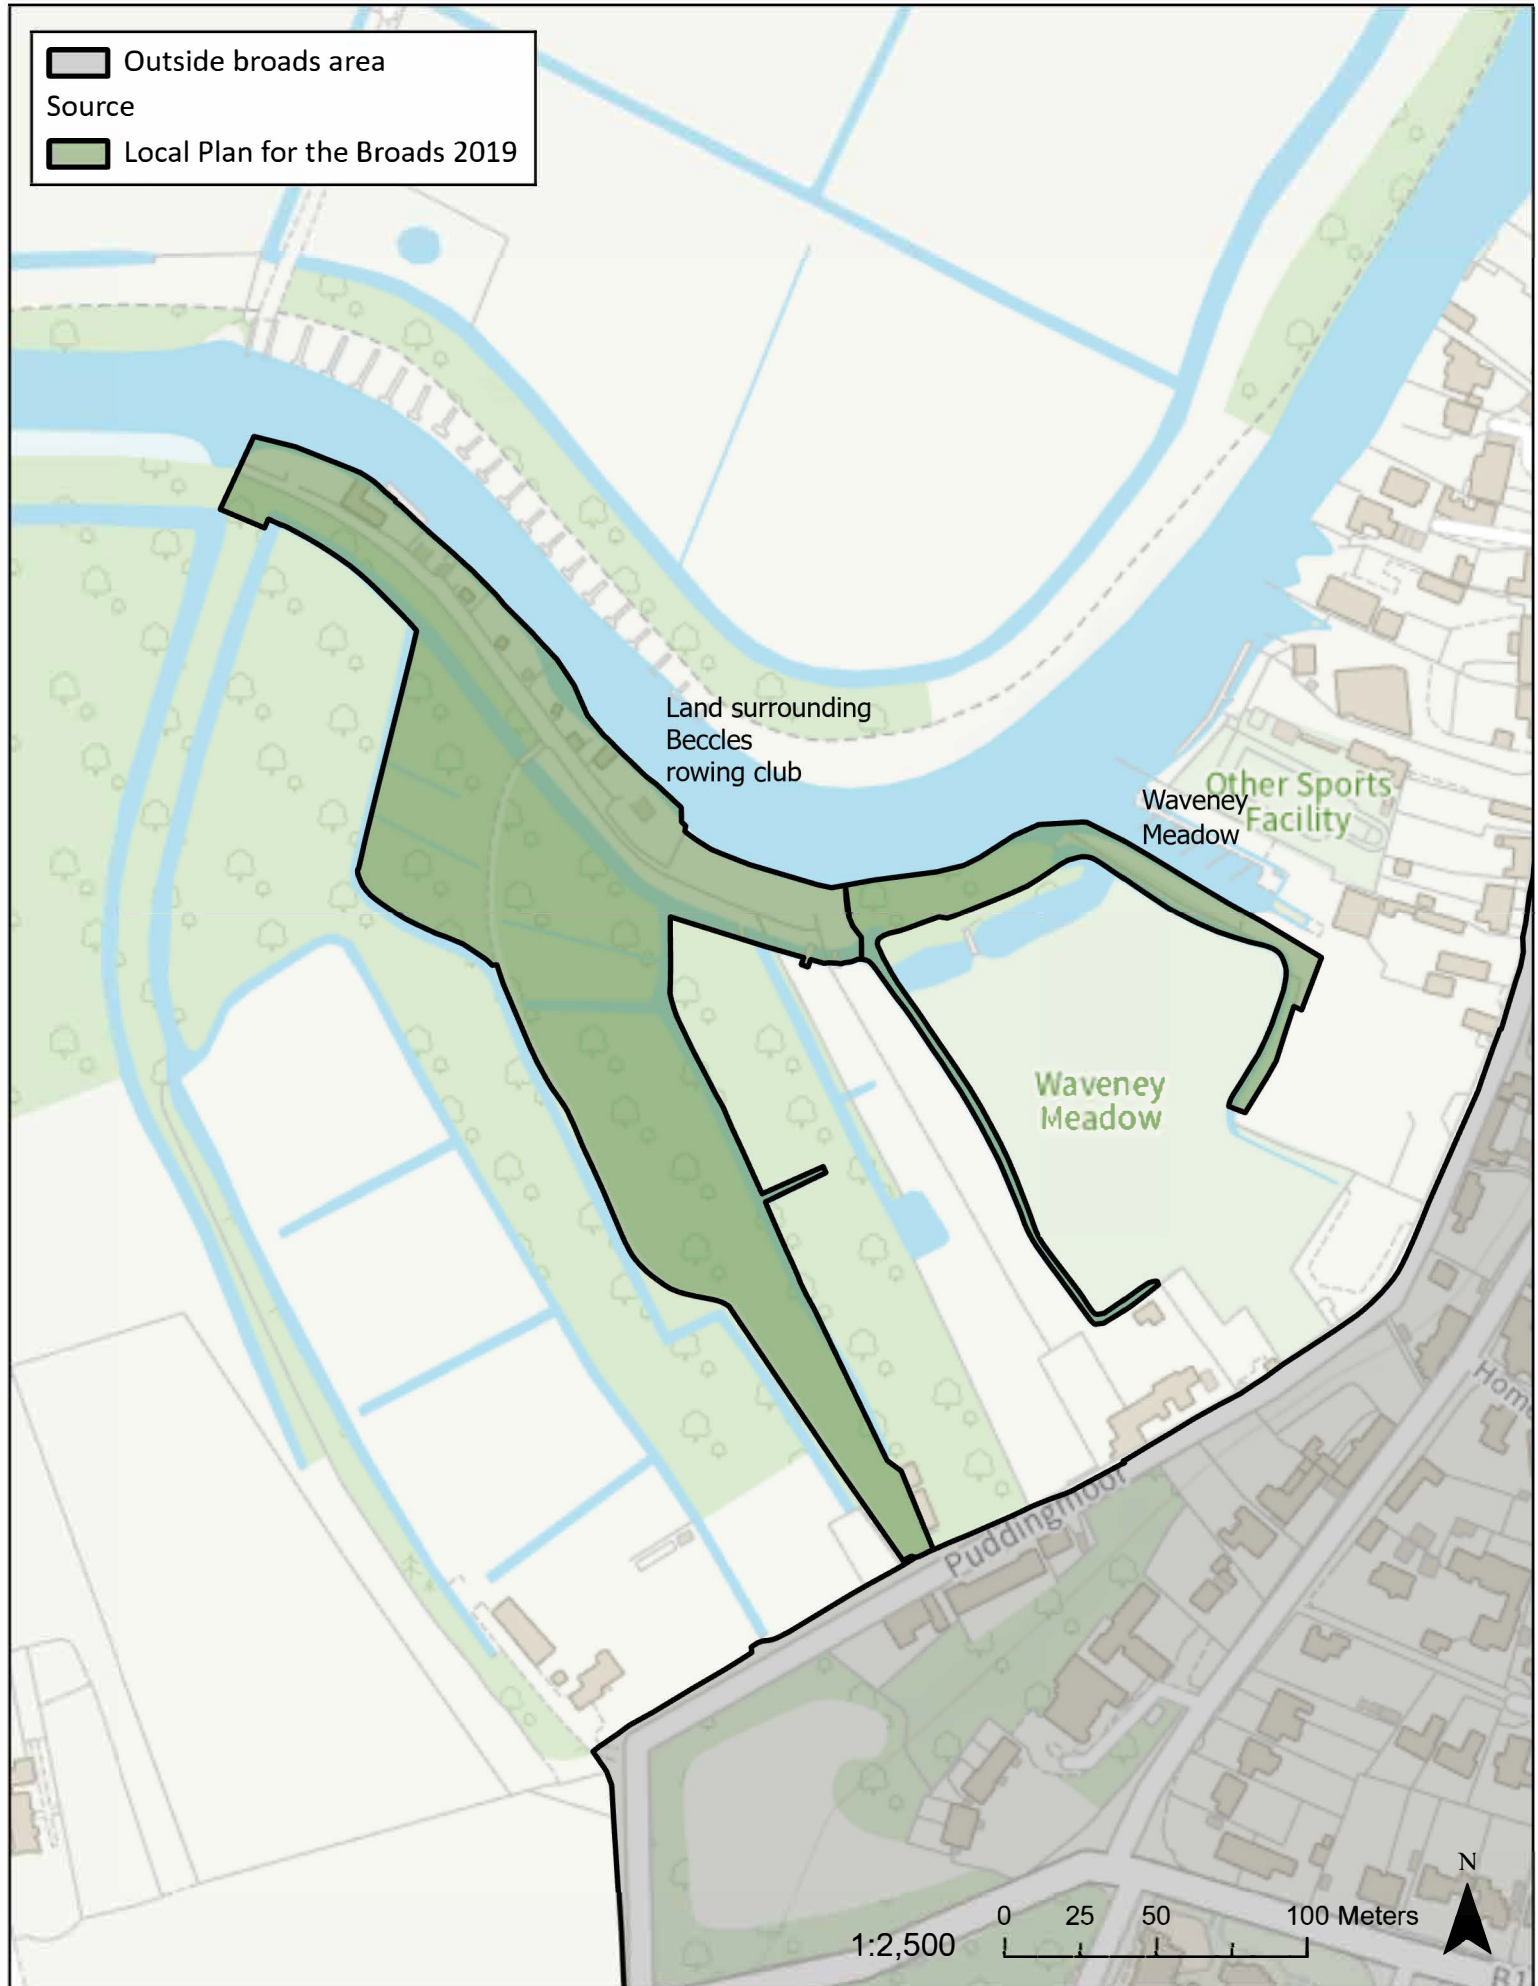 Outside broads area
Source
Local Plan for the Broads 2019
Land surrounding
Beccles
rowing club
Waveney
Meadow
Other Sports
Facility
Waveney
Meadow
Puddingmoor
N
0 25 50 100 Meters
1:2,500